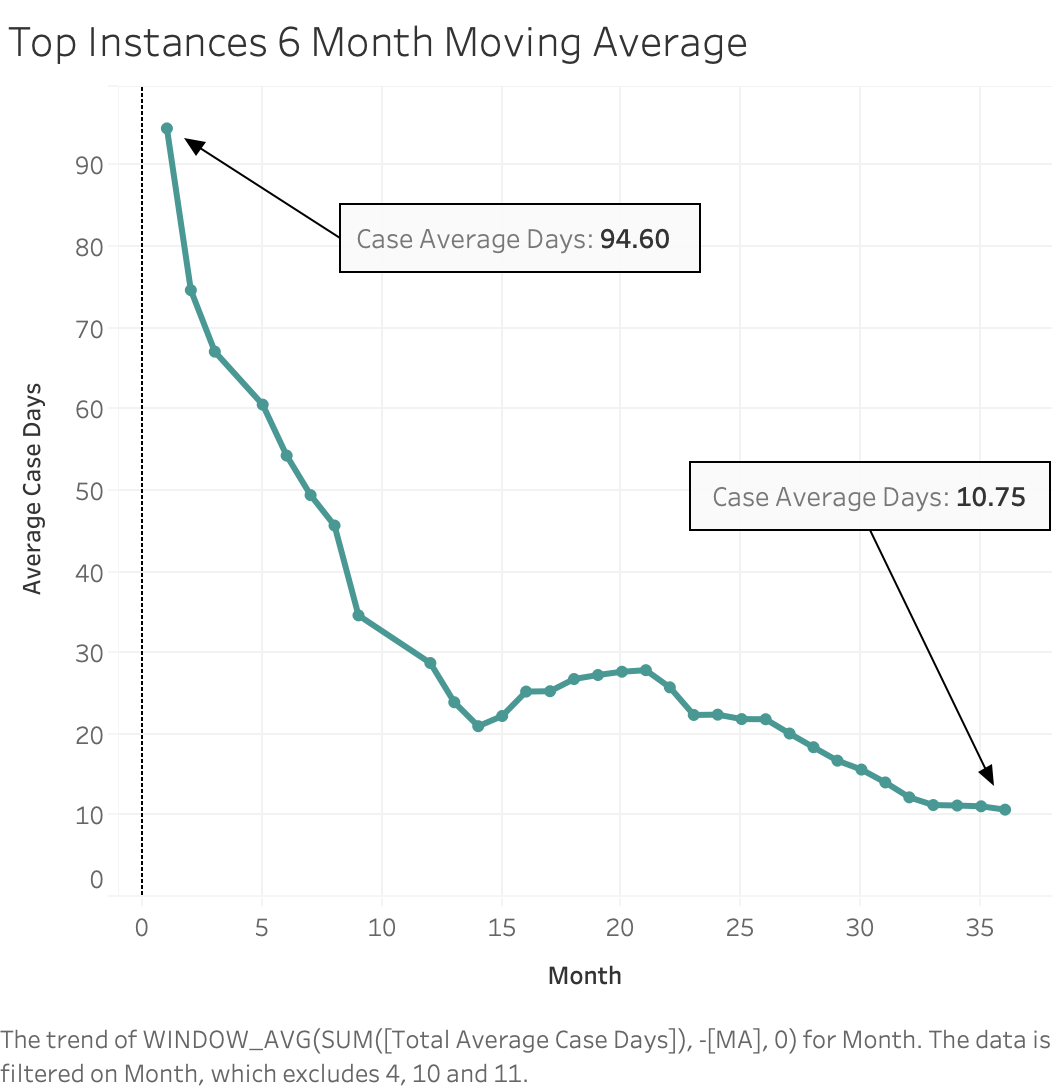 Top Instances 6 Month Moving Average
90
80
70
60
50
40
30
20
10
0
Average Case Days
Case Average Days: 94.60
Case Average Days: 10.75
0 5 10 15 20 25 30 35
Month
The trend of WINDOW_AVG(SUM([Total Average Case Days]), -[MA], 0) for Month. The data is
filtered on Month, which excludes 4, 10 and 11.